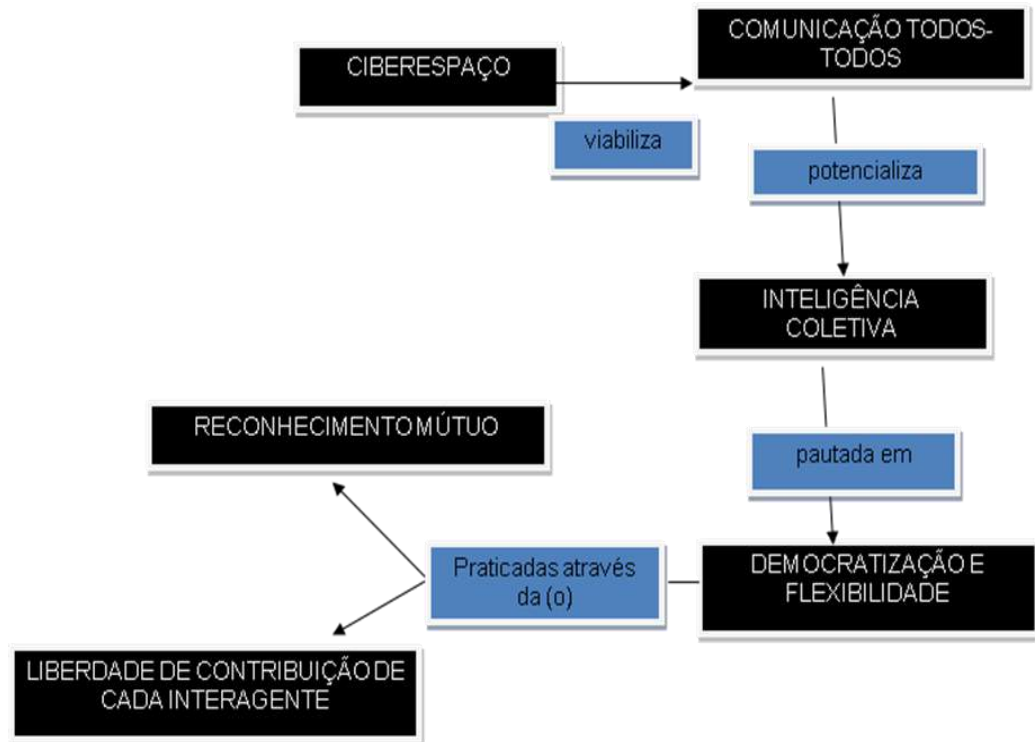 CIBERESPAÇO
viabiliza
COMUNICAÇÃO TODOS-
TODOS
potencializa
INTELIGÊNCIA
COLETIVA
pautada em
DEMOCRATIZAÇÃO E
FLEXIBILIDADE
Praticadas através
da (o)
RECONHECIMENTO MÚTUO
LIBERDADE DE CONTRIBUIÇÃO DE
CADA INTERAGENTE